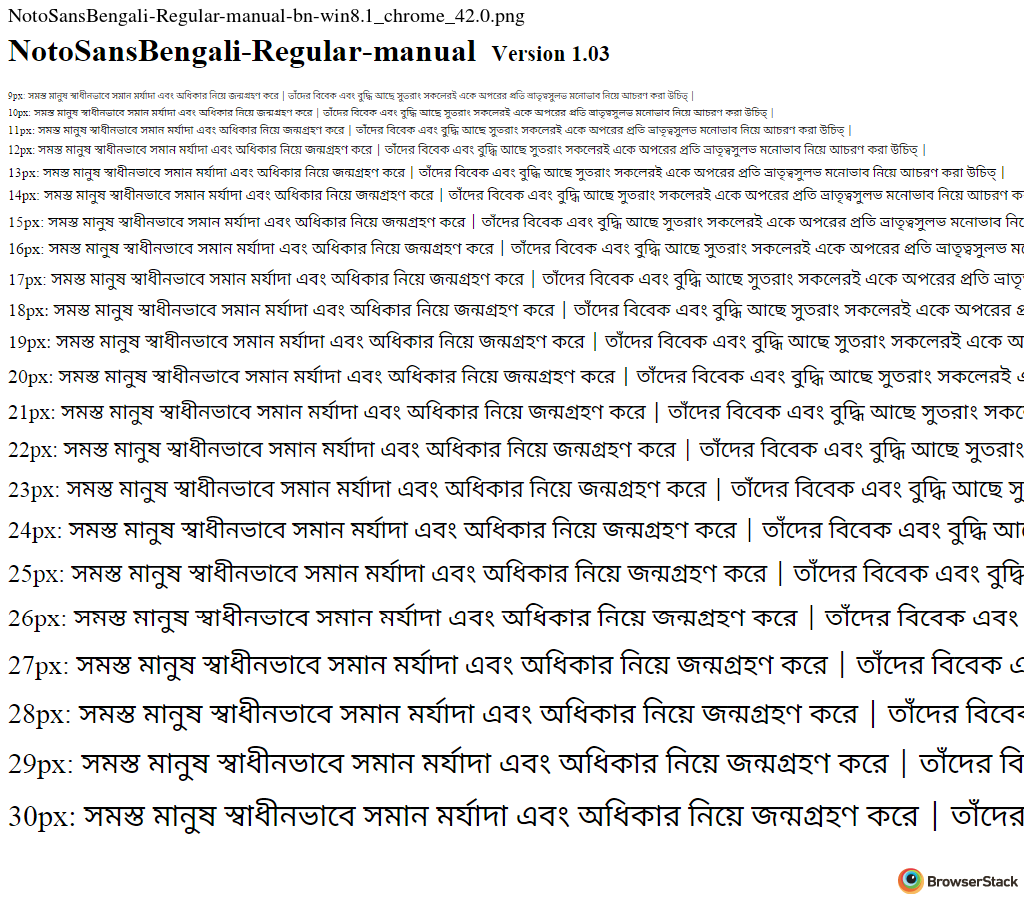 NotoSansBengali-Regular-manual-bn-win8.1_chrome_42.0.png
NotoSansBengali-Regular-manual Version 1.03
9px: সমস্ত মানুষ স্বাধীনভাবে সমান মর্যাদা এবং অধিকার নিয়ে জন্মগ্রহণ করে | তাঁদের বিবেক এবং বুদ্ধি আছে সুতরাং সকলেরই একে অপরের প্রতি ভ্রাতৃত্বসুলভ মনোভাব নিয়ে আচরণ করা উচিত্ |
10px: সমস্ত মানুষ স্বাধীনভাবে সমান মর্যাদা এবং অধিকার নিয়ে জন্মগ্রহণ করে | তাঁদের বিবেক এবং বুদ্ধি আছে সুতরাং সকলেরই একে অপরের প্রতি ভ্রাতৃত্বসুলভ মনোভাব নিয়ে আচরণ করা উচিত্ |
11px: সমস্ত মানুষ স্বাধীনভাবে সমান মর্যাদা এবং অধিকার নিয়ে জন্মগ্রহণ করে | তাঁদের বিবেক এবং বুদ্ধি আছে সুতরাং সকলেরই একে অপরের প্রতি ভ্রাতৃত্বসুলভ মনোভাব নিয়ে আচরণ করা উচিত্ |
12px: সমস্ত মানুষ স্বাধীনভাবে সমান মর্যাদা এবং অধিকার নিয়ে জন্মগ্রহণ করে | তাঁদের বিবেক এবং বুদ্ধি আছে সুতরাং সকলেরই একে অপরের প্রতি ভ্রাতৃত্বসুলভ মনোভাব নিয়ে আচরণ করা উচিত্ |
13px: সমস্ত মানুষ স্বাধীনভাবে সমান মর্যাদা এবং অধিকার নিয়ে জন্মগ্রহণ করে | তাঁদের বিবেক এবং বুদ্ধি আছে সুতরাং সকলেরই একে অপরের প্রতি ভ্রাতৃত্বসুলভ মনোভাব নিয়ে আচরণ করা উচিত্ |
14px: সমস্ত মানুষ স্বাধীনভাবে সমান মর্যাদা এবং অধিকার নিয়ে জন্মগ্রহণ করে | তাঁদের বিবেক এবং বুদ্ধি আছে সুতরাং সকলেরই একে অপরের প্রতি ভ্রাতৃত্বসুলভ মনোভাব নিয়ে আচরণ ক
15px: সমস্ত মানুষ স্বাধীনভাবে সমান মর্যাদা এবং অধিকার নিয়ে জন্মগ্রহণ করে | তাঁদের বিবেক এবং বুদ্ধি আছে সুতরাং সকলেরই একে অপরের প্রতি ভ্রাতৃত্বসুলভ মনোভাব নি
16px: সমস্ত মানুষ স্বাধীনভাবে সমান মর্যাদা এবং অধিকার নিয়ে জন্মগ্রহণ করে | তাঁদের বিবেক এবং বুদ্ধি আছে সুতরাং সকলেরই একে অপরের প্রতি ভ্রাতৃত্বসুলভ ম
17px: সমস্ত মানুষ স্বাধীনভাবে সমান মর্যাদা এবং অধিকার নিয়ে জন্মগ্রহণ করে | তাঁদের বিবেক এবং বুদ্ধি আছে সুতরাং সকলেরই একে অপরের প্রতি ভ্রাতৃ
18px: সমস্ত মানুষ স্বাধীনভাবে সমান মর্যাদা এবং অধিকার নিয়ে জন্মগ্রহণ করে | তাঁদের বিবেক এবং বুদ্ধি আছে সুতরাং সকলেরই একে অপরের
19px: সমস্ত মানুষ স্বাধীনভাবে সমান মর্যাদা এবং অধিকার নিয়ে জন্মগ্রহণ করে | তাঁদের বিবেক এবং বুদ্ধি আছে সুতরাং সকলেরই একে অ
20px: সমস্ত মানুষ স্বাধীনভাবে সমান মর্যাদা এবং অধিকার নিয়ে জন্মগ্রহণ করে | তাঁদের বিবেক এবং বুদ্ধি আছে সুতরাং সকলেরই
21px: সমস্ত মানুষ স্বাধীনভাবে সমান মর্যাদা এবং অধিকার নিয়ে জন্মগ্রহণ করে | তাঁদের বিবেক এবং বুদ্ধি আছে সুতরাং সক
22px: সমস্ত মানুষ স্বাধীনভাবে সমান মর্যাদা এবং অধিকার নিয়ে জন্মগ্রহণ করে | তাঁদের বিবেক এবং বুদ্ধি আছে সুতরাং
23px: সমস্ত মানুষ স্বাধীনভাবে সমান মর্যাদা এবং অধিকার নিয়ে জন্মগ্রহণ করে | তাঁদের বিবেক এবং বুদ্ধি আছে সু
24px: সমস্ত মানুষ স্বাধীনভাবে সমান মর্যাদা এবং অধিকার নিয়ে জন্মগ্রহণ করে | তাঁদের বিবেক এবং বুদ্ধি আ
25px: সমস্ত মানুষ স্বাধীনভাবে সমান মর্যাদা এবং অধিকার নিয়ে জন্মগ্রহণ করে | তাঁদের বিবেক এবং বুদ্ধি
26px: সমস্ত মানুষ স্বাধীনভাবে সমান মর্যাদা এবং অধিকার নিয়ে জন্মগ্রহণ করে | তাঁদের বিবেক এবং
27px: সমস্ত মানুষ স্বাধীনভাবে সমান মর্যাদা এবং অধিকার নিয়ে জন্মগ্রহণ করে | তাঁদের বিবেক
28px: সমস্ত মানুষ স্বাধীনভাবে সমান মর্যাদা এবং অধিকার নিয়ে জন্মগ্রহণ করে | তাঁদের বিবেক
29px: সমস্ত মানুষ স্বাধীনভাবে সমান মর্যাদা এবং অধিকার নিয়ে জন্মগ্রহণ করে | তাঁদের বি
30px: সমস্ত মানুষ স্বাধীনভাবে সমান মর্যাদা এবং অধিকার নিয়ে জন্মগ্রহণ করে | তাঁদের
BrowserStack